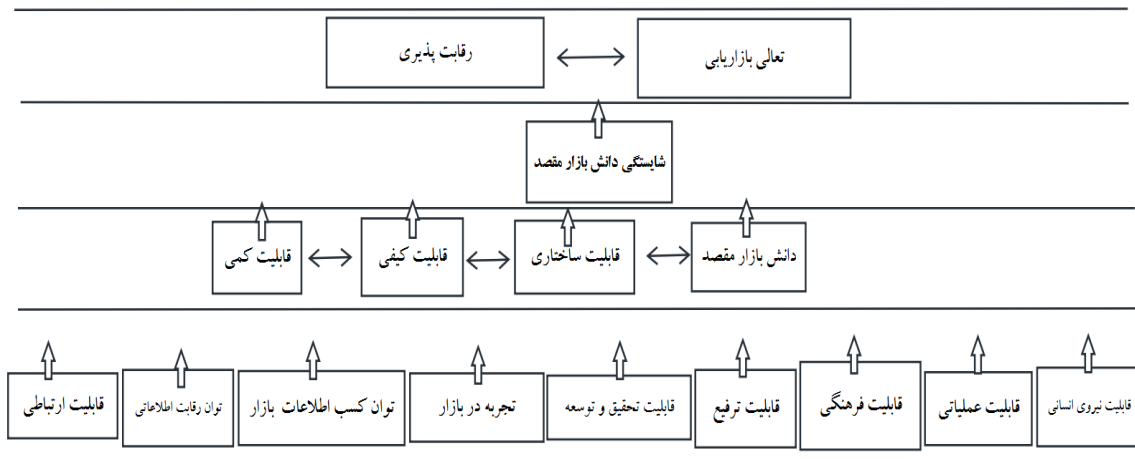 تعالی بازاریابی
رقابت پذیری
شایستگی دانش بازار مقصد
دانش بازار مقصد
قابلیت ساختاری
قابلیت کیفی
قابلیت کمی
قابلیت نیروی انسانی
قابلیت عملیاتی
قابلیت فرهنگی
قابلیت ترفیع
قابلیت تحقیق و توسعه
تجربه در بازار
توان کسب اطلاعات بازار
توان رقابت اطلاعاتی
قابلیت ارتباطی